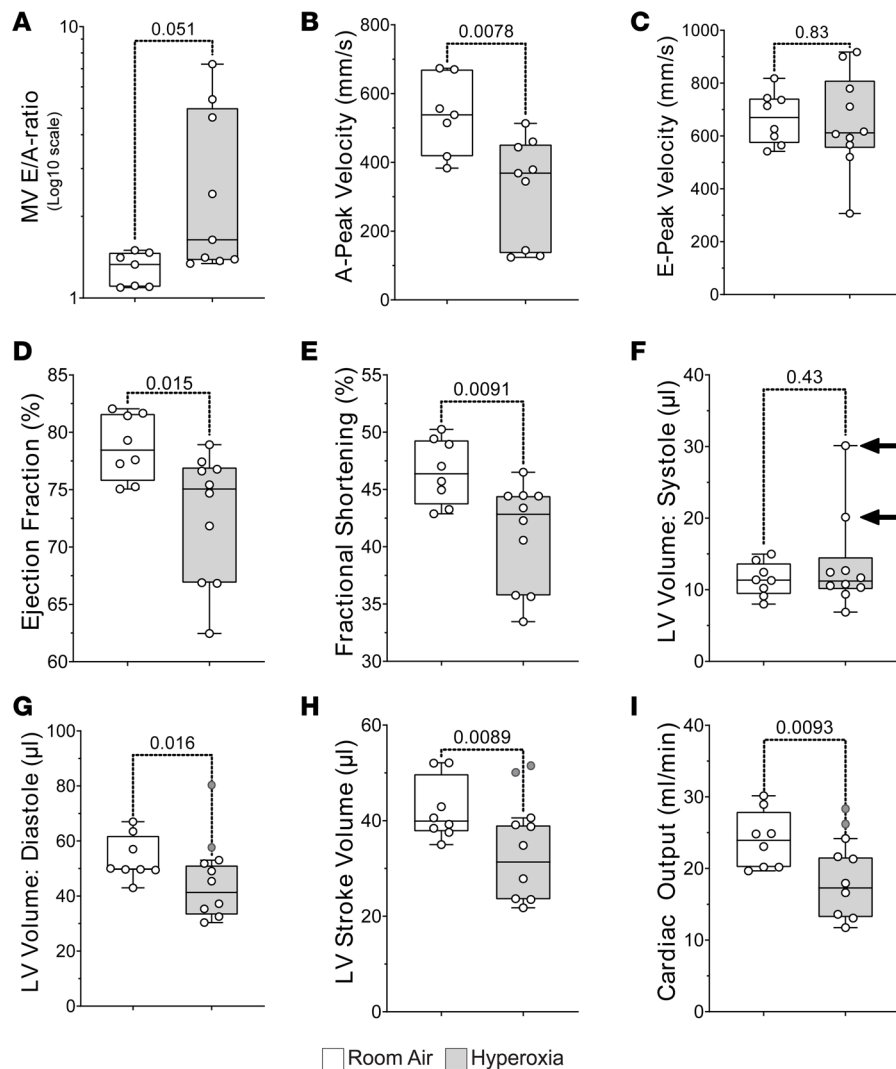 A
MV E/A-ratio
(Log10 scale)
10
1
0.051
B
A-Peak Velocity (mm/s)
800
600
400
200
0
0.0078
C
E-Peak Velocity (mm/s)
1000
800
600
400
200
0
0.83
D
Ejection Fraction (%)
85
80
75
70
65
60
0.015
E
Fractional Shortening (%)
55
50
45
40
35
30
0.0091
F
LV Volume: Systole (µl)
40
30
20
10
0
0.43
G
LV Volume: Diastole (µl)
100
80
60
40
20
0
0.016
H
LV Stroke Volume (µl)
60
40
20
0
0.0089
I
Cardiac Output (ml/min)
40
30
20
10
0
0.0093
Room Air Hyperoxia